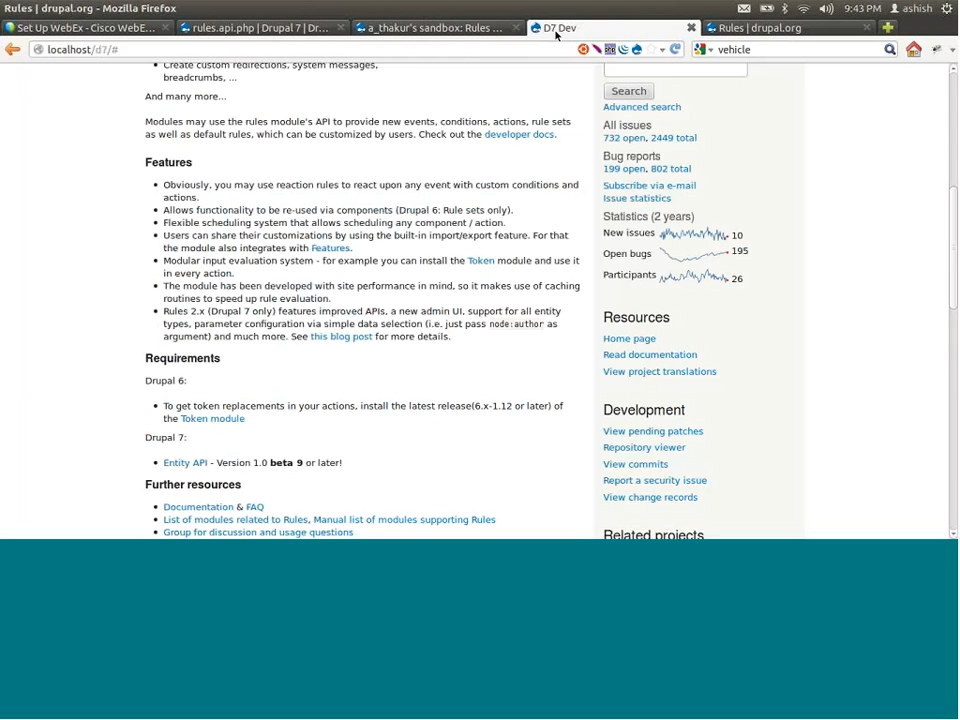 Rules | drupal.org - Mozilla Firefox
9:43 PM ashish
Set Up WebEx - Cisco WebE...
rules.api.php | Drupal 7 | Dr...
a_thakur's sandbox: Rules ...
D7 Dev
Rules | drupal.org
localhost/d7/#
vehicle
Create custom redirections, system messages,
breadcrumbs, ...
And many more...
Modules may use the rules module's API to provide new events, conditions, actions, rule sets
as well as default rules, which can be customized by users. Check out the developer docs.
Features
• Obviously, you may use reaction rules to react upon any event with custom conditions and
actions.
• Allows functionality to be re-used via components (Drupal 6: Rule sets only).
• Flexible scheduling system that allows scheduling any component / action.
• Users can share their customizations by using the built-in import/export feature. For that
the module also integrates with Features.
• Modular input evaluation system - for example you can install the Token module and use it
in every action.
• The module has been developed with site performance in mind, so it makes use of caching
routines to speed up rule evaluation.
• Rules 2.x (Drupal 7 only) features improved APIs, a new admin UI, support for all entity
types, parameter configuration via simple data selection (i.e. just pass node:author as
argument) and much more. See this blog post for more details.
Requirements
Drupal 6:
• To get token replacements in your actions, install the latest release(6.x-1.12 or later) of
the Token module
Drupal 7:
• Entity API - Version 1.0 beta 9 or later!
Further resources
• Documentation & FAQ
• List of modules related to Rules, Manual list of modules supporting Rules
• Group for discussion and usage questions
Search
Advanced search
All issues
732 open, 2449 total
Bug reports
199 open, 802 total
Subscribe via e-mail
Issue statistics
Statistics (2 years)
New issues 10
Open bugs 195
Participants 26
Resources
Home page
Read documentation
View project translations
Development
View pending patches
Repository viewer
View commits
Report a security issue
View change records
Related projects